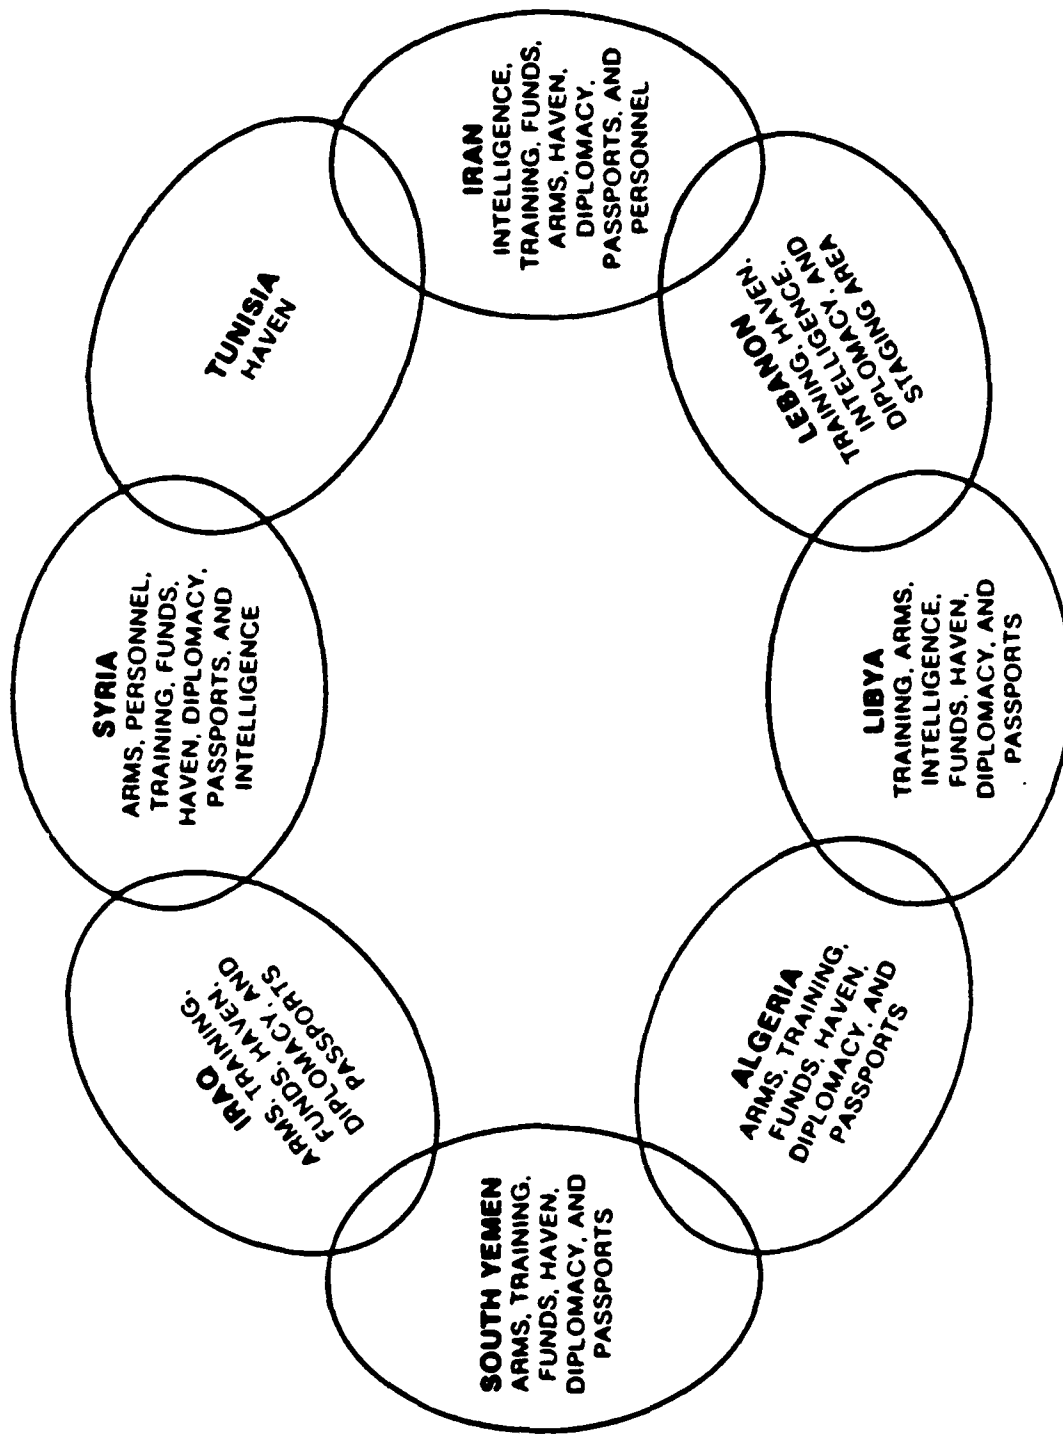 SYRIA
ARMS, PERSONNEL,
TRAINING, FUNDS,
HAVEN, DIPLOMACY,
PASSPORTS, AND
INTELLIGENCE
TUNISIA
HAVEN
IRAN
INTELLIGENCE,
TRAINING, FUNDS,
ARMS, HAVEN,
DIPLOMACY,
PASSPORTS, AND
PERSONNEL
LEBANON
TRAINING, HAVEN,
INTELLIGENCE,
DIPLOMACY, AND
STAGING AREA
LIBYA
TRAINING, ARMS,
INTELLIGENCE,
FUNDS, HAVEN,
DIPLOMACY, AND
PASSPORTS
ALGERIA
ARMS, TRAINING,
FUNDS, HAVEN,
DIPLOMACY, AND
PASSPORTS
SOUTH YEMEN
ARMS, TRAINING,
FUNDS, HAVEN,
DIPLOMACY, AND
PASSPORTS
IRAQ
ARMS, TRAINING,
FUNDS, HAVEN,
DIPLOMACY, AND
PASSPORTS